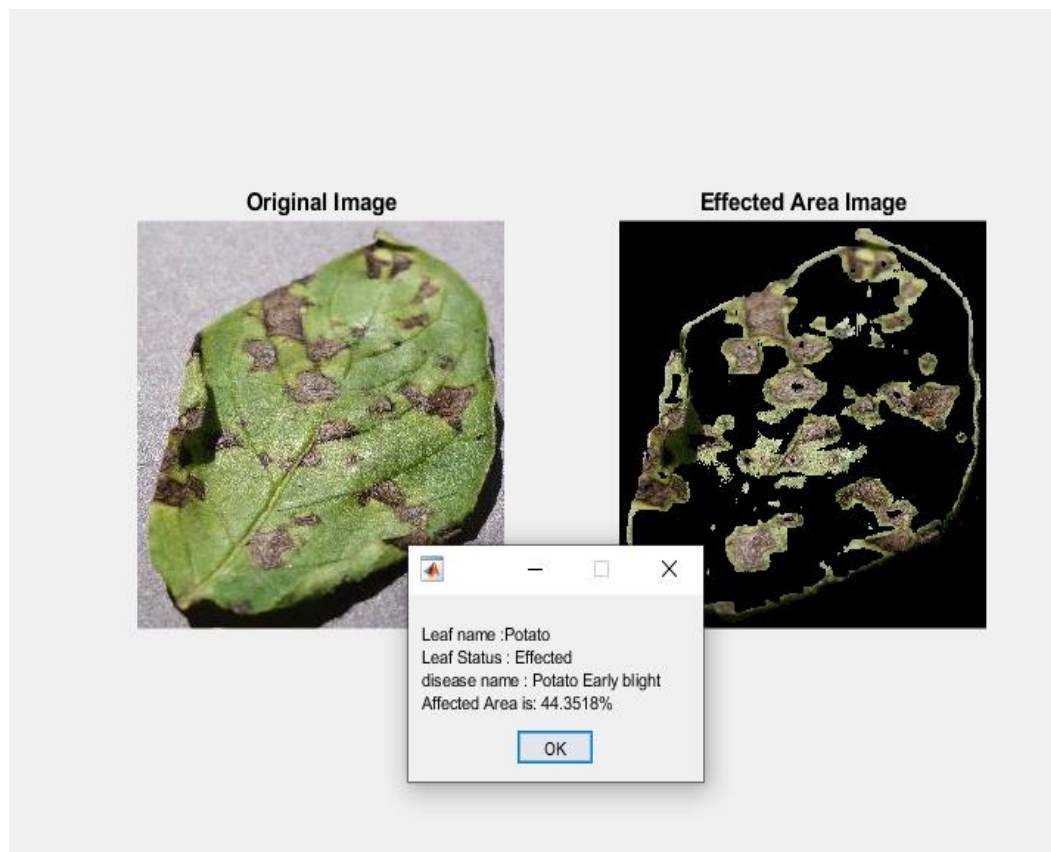 Original Image
Effected Area Image
Leaf name :Potato
Leaf Status : Effected
disease name : Potato Early blight
Affected Area is: 44.3518%
OK